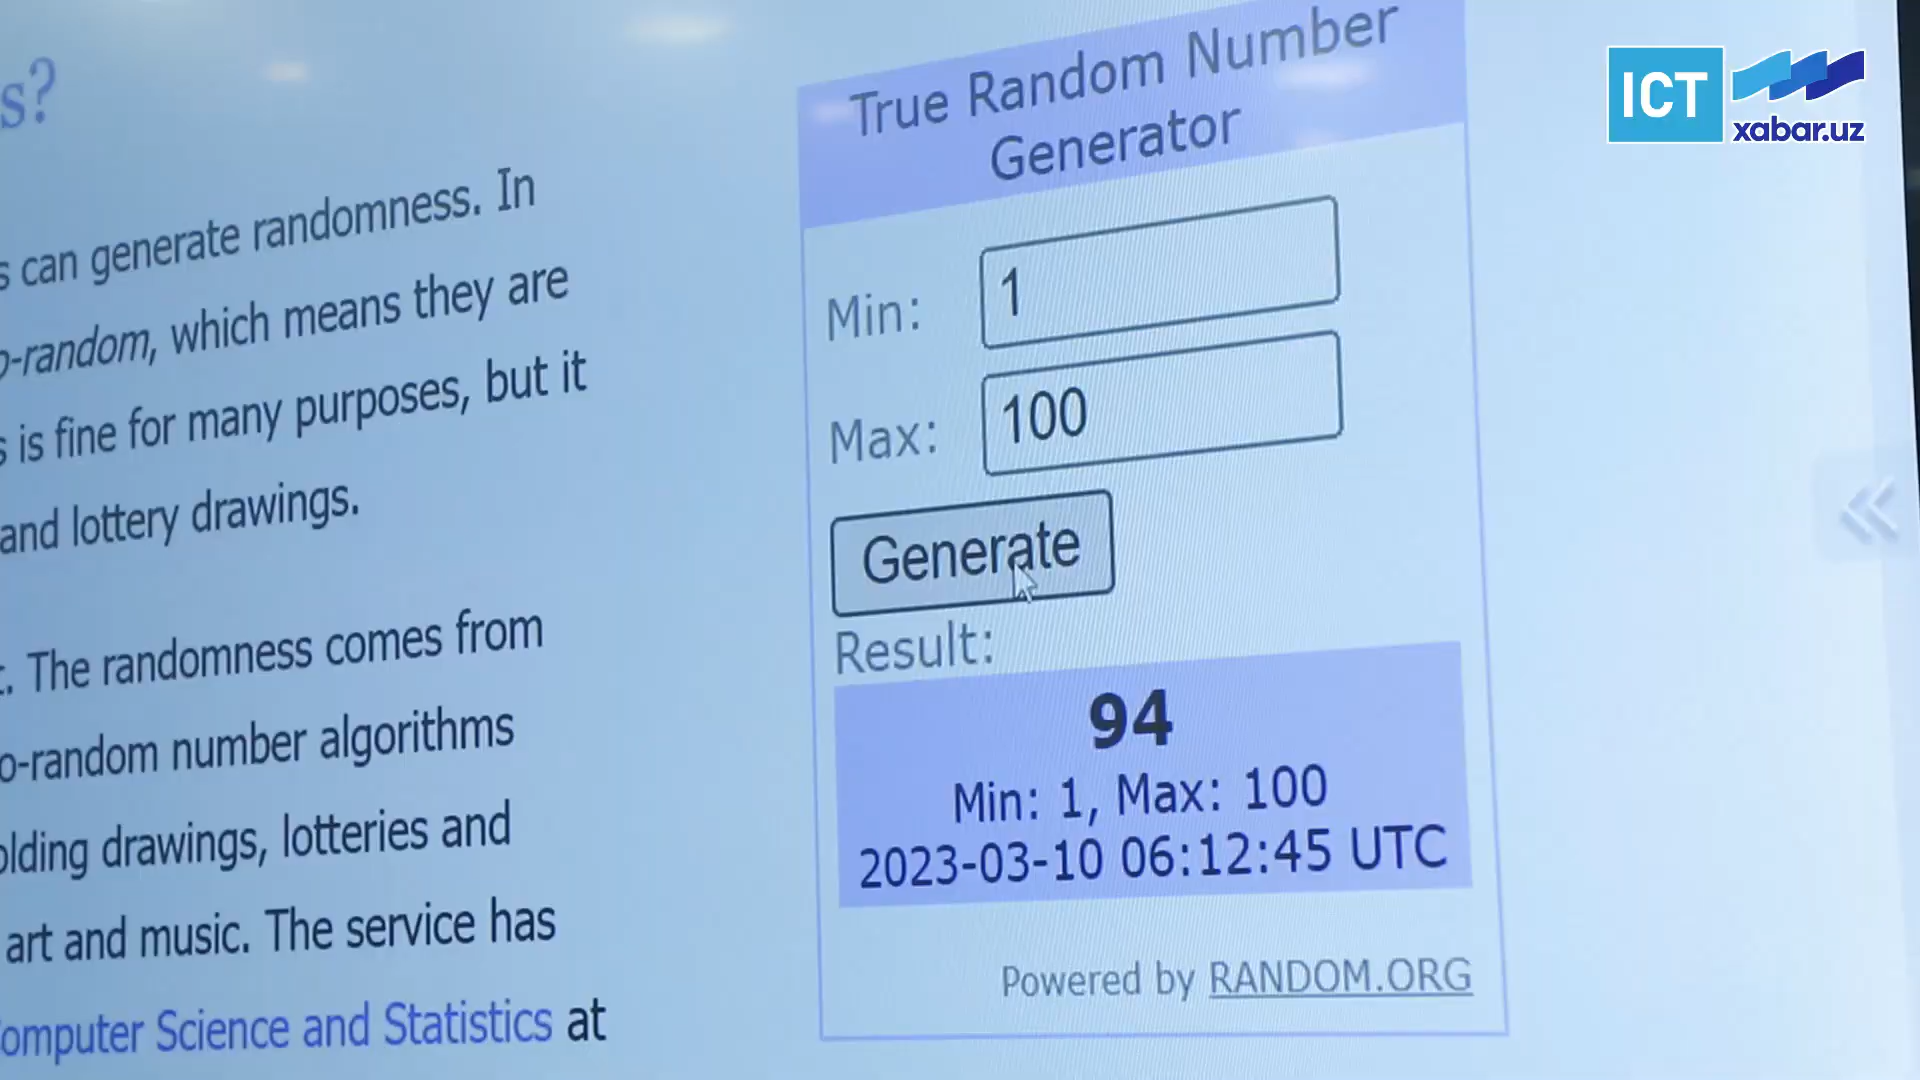 s?
s can generate randomness. In
o-random, which means they are
s is fine for many purposes, but it
and lottery drawings.
t. The randomness comes from
o-random number algorithms
olding drawings, lotteries and
art and music. The service has
Computer Science and Statistics at
True Random Number
Generator
Min: 1
Max: 100
Generate
Result:
94
Min: 1, Max: 100
2023-03-10 06:12:45 UTC
Powered by RANDOM.ORG
ICT
xabar.uz